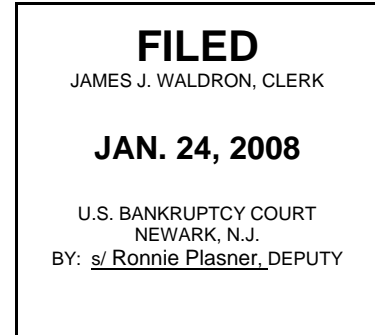 FILED
JAMES J. WALDRON, CLERK
JAN. 24, 2008
U.S. BANKRUPTCY COURT
NEWARK, N.J.
BY: s/ Ronnie Plasner, DEPUTY